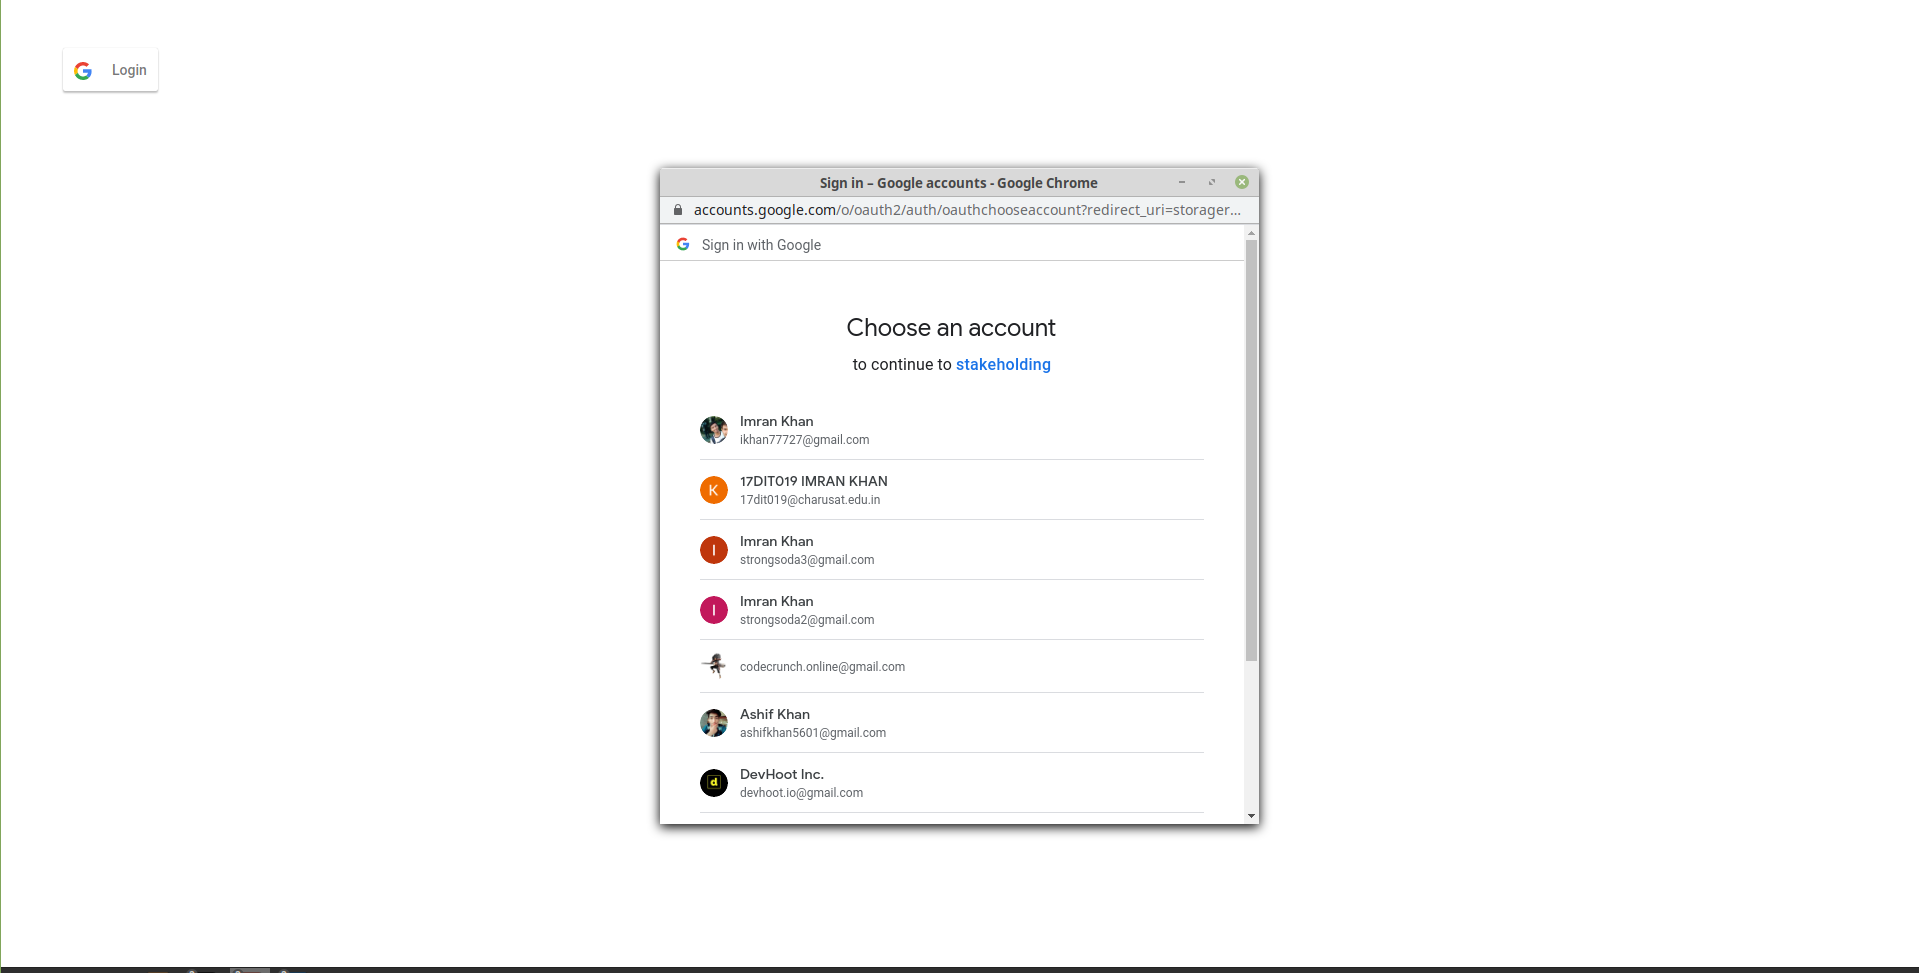 Login
Sign in – Google accounts - Google Chrome
accounts.google.com/o/oauth2/auth/oauthchooseaccount?redirect_uri=storager...
Sign in with Google
Choose an account
to continue to stakeholding
Imran Khan
ikhan77727@gmail.com
K
17DIT019 IMRAN KHAN
17dit019@charusat.edu.in
I
Imran Khan
strongsoda3@gmail.com
I
Imran Khan
strongsoda2@gmail.com
codecrunch.online@gmail.com
Ashif Khan
ashifkhan5601@gmail.com
d
DevHoot Inc.
devhoot.io@gmail.com